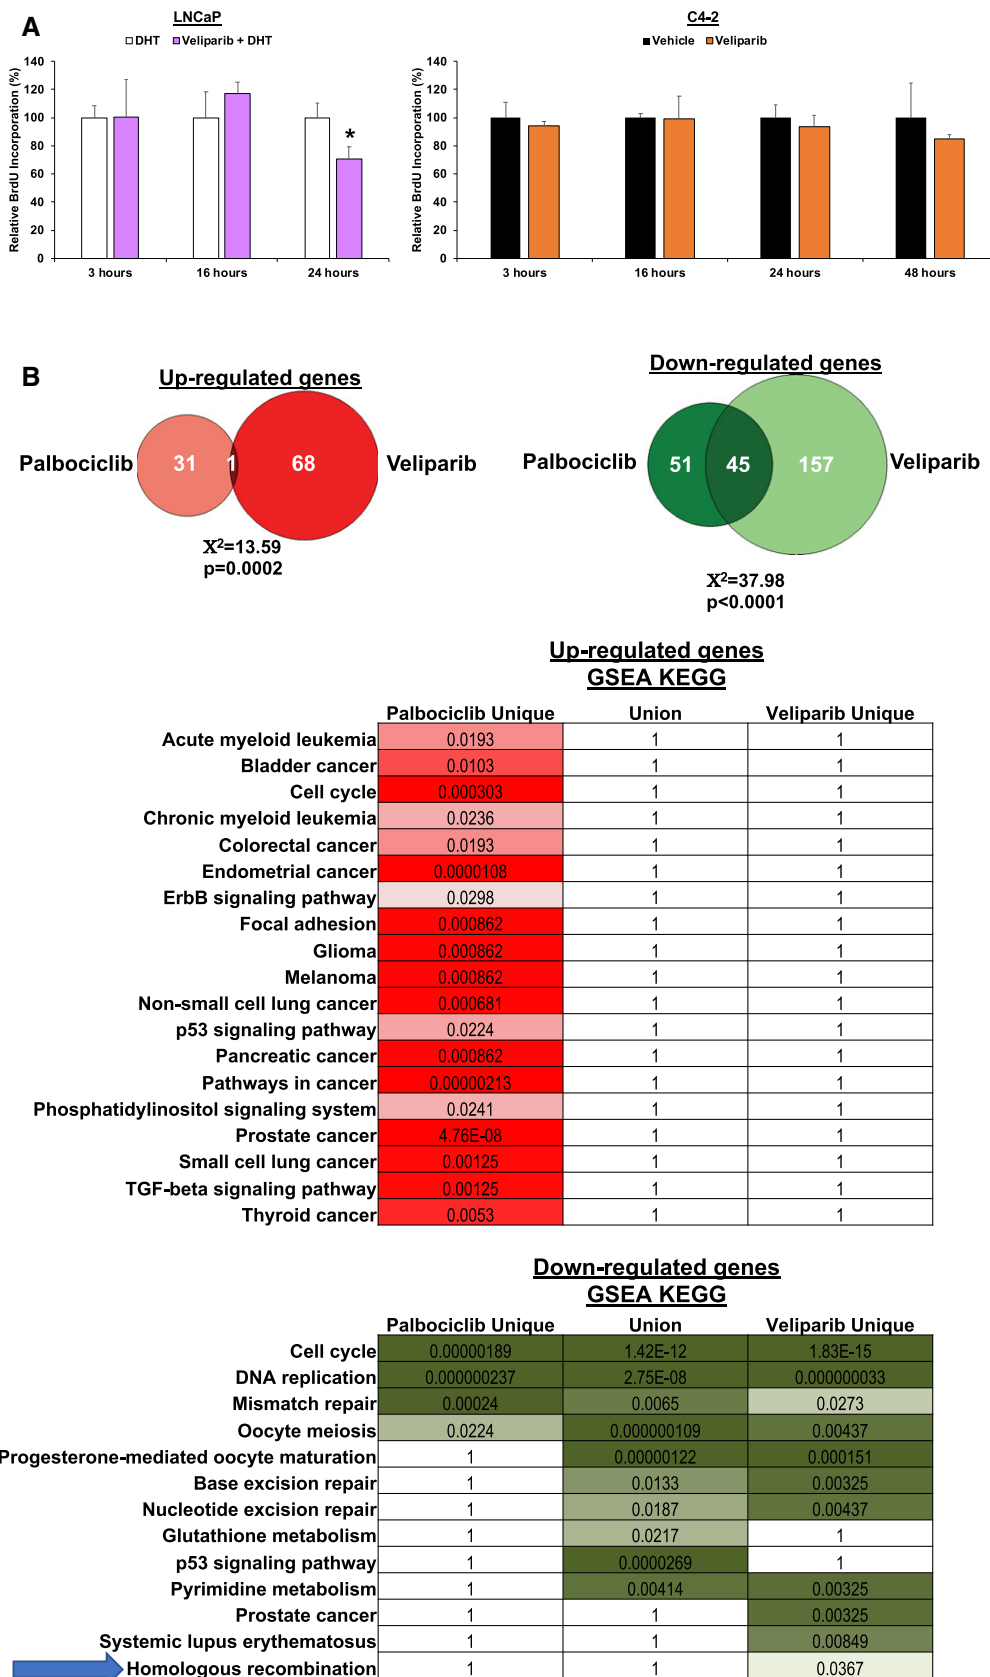 A
LNCaP
DHT Veliparib + DHT
Relative BrdU Incorporation (%)
140
120
100
80
60
40
20
0
*
3 hours 16 hours 24 hours
C4-2
Vehicle Veliparib
Relative BrdU Incorporation (%)
140
120
100
80
60
40
20
0
3 hours 16 hours 24 hours 48 hours
B
Up-regulated genes
Palbociclib 31 1 68 Veliparib
X²=13.59
p=0.0002
Down-regulated genes
Palbociclib 51 45 157 Veliparib
X²=37.98
p<0.0001
Up-regulated genes
GSEA KEGG
Palbociclib Unique Union Veliparib Unique
Acute myeloid leukemia 0.0193 1 1
Bladder cancer 0.0103 1 1
Cell cycle 0.000303 1 1
Chronic myeloid leukemia 0.0236 1 1
Colorectal cancer 0.0193 1 1
Endometrial cancer 0.0000108 1 1
ErbB signaling pathway 0.0298 1 1
Focal adhesion 0.000862 1 1
Glioma 0.000862 1 1
Melanoma 0.000862 1 1
Non-small cell lung cancer 0.000681 1 1
p53 signaling pathway 0.0224 1 1
Pancreatic cancer 0.000862 1 1
Pathways in cancer 0.00000213 1 1
Phosphatidylinositol signaling system 0.0241 1 1
Prostate cancer 4.76E-08 1 1
Small cell lung cancer 0.00125 1 1
TGF-beta signaling pathway 0.00125 1 1
Thyroid cancer 0.0053 1 1
Down-regulated genes
GSEA KEGG
Palbociclib Unique Union Veliparib Unique
Cell cycle 0.00000189 1.42E-12 1.83E-15
DNA replication 0.000000237 2.75E-08 0.000000033
Mismatch repair 0.00024 0.0065 0.0273
Oocyte meiosis 0.0224 0.000000109 0.00437
Progesterone-mediated oocyte maturation 1 0.00000122 0.000151
Base excision repair 1 0.0133 0.00325
Nucleotide excision repair 1 0.0187 0.00437
Glutathione metabolism 1 0.0217 1
p53 signaling pathway 1 0.0000269 1
Pyrimidine metabolism 1 0.00414 0.00325
Prostate cancer 1 1 0.00325
Systemic lupus erythematosus 1 1 0.00849
Homologous recombination 1 1 0.0367